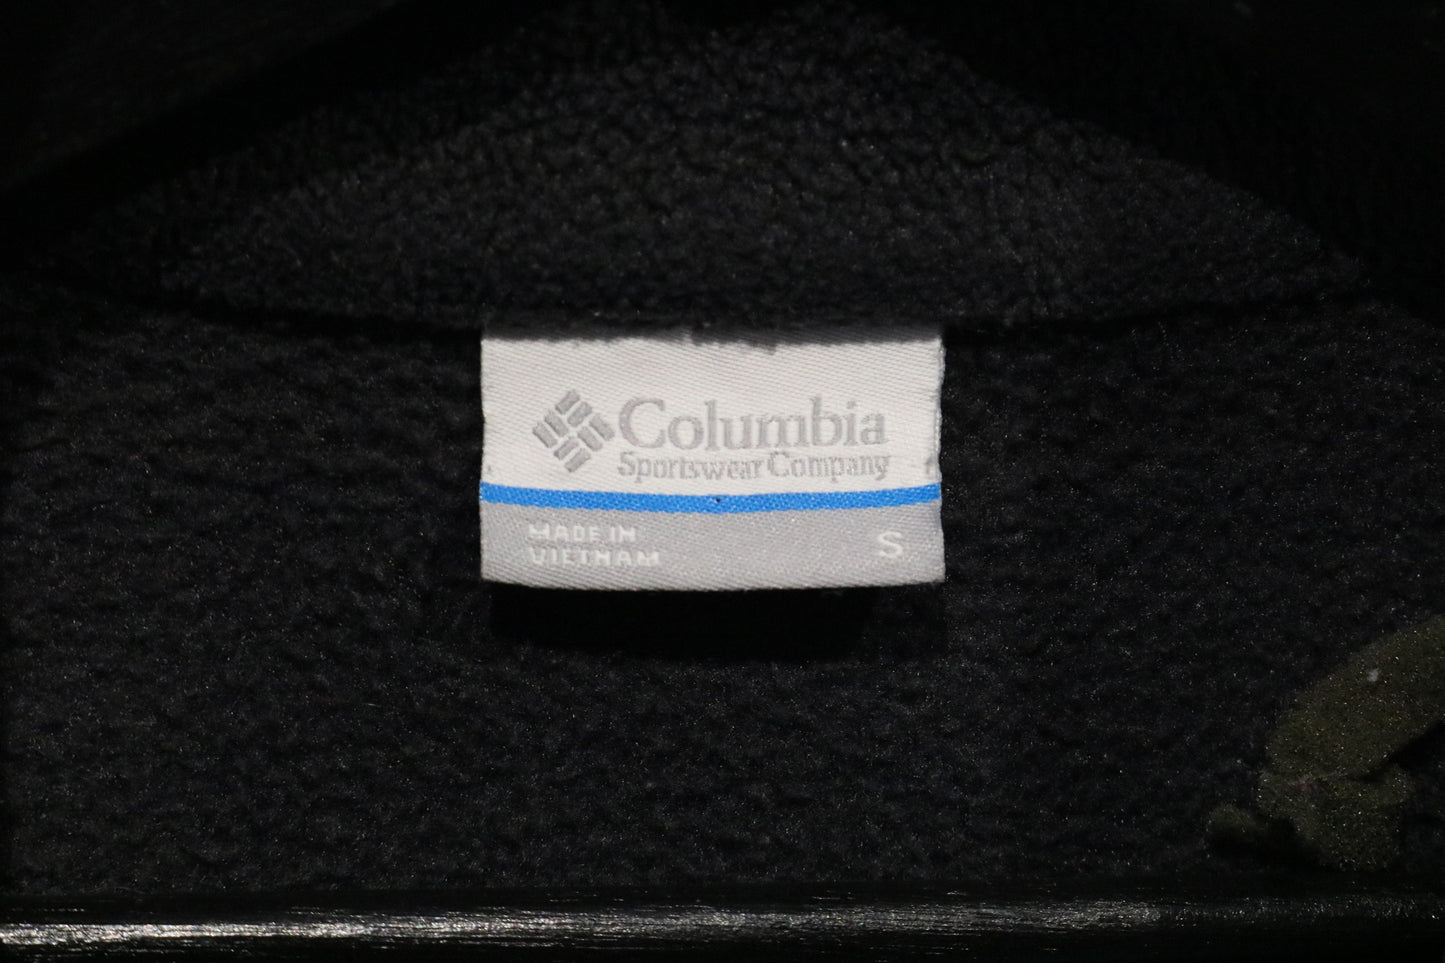 Columbia
Sportswear Company
MADE IN
VIETNAM
S